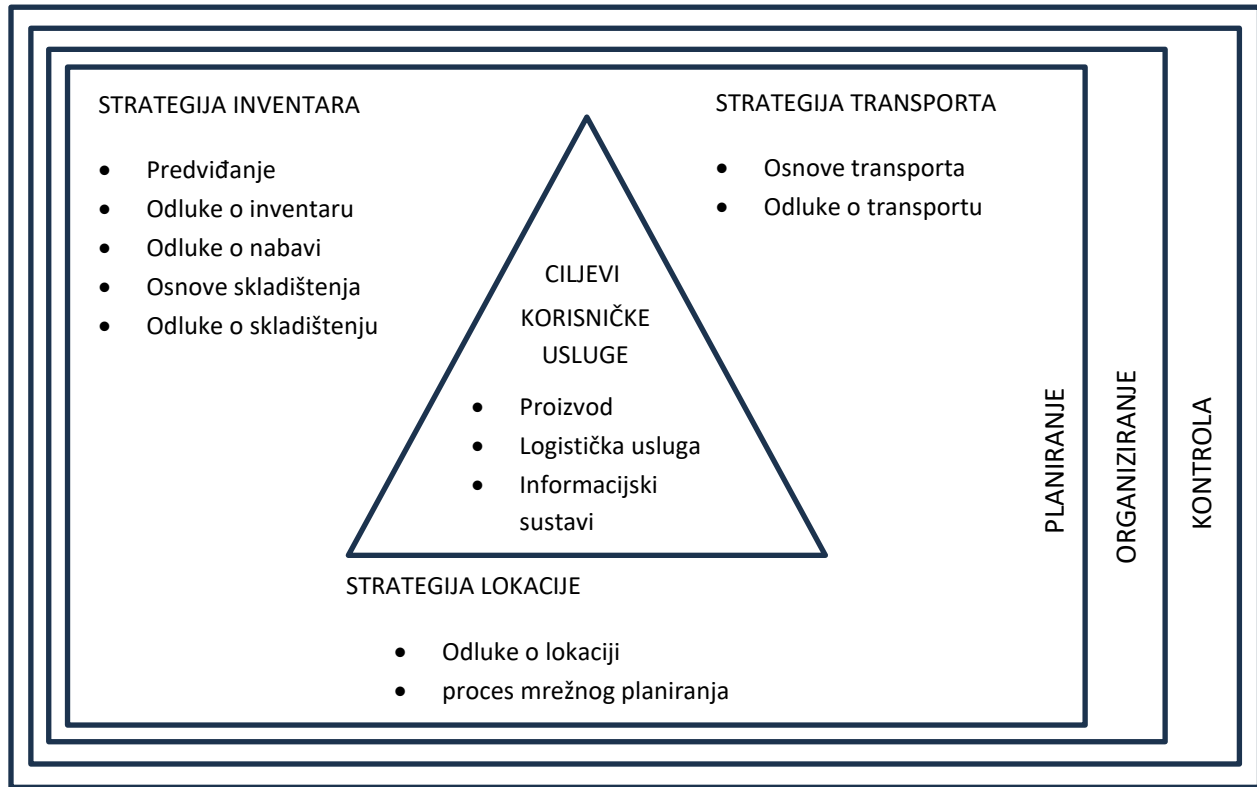 STRATEGIJA INVENTARA
• Predviđanje
• Odluke o inventaru
• Odluke o nabavi
• Osnove skladištenja
• Odluke o skladištenju
STRATEGIJA TRANSPORTA
• Osnove transporta
• Odluke o transportu
CILJEVI
KORISNIČKE
USLUGE
• Proizvod
• Logistička usluga
• Informacijski
sustavi
STRATEGIJA LOKACIJE
• Odluke o lokaciji
• proces mrežnog planiranja
PLANIRANJE
ORGANIZIRANJE
KONTROLA